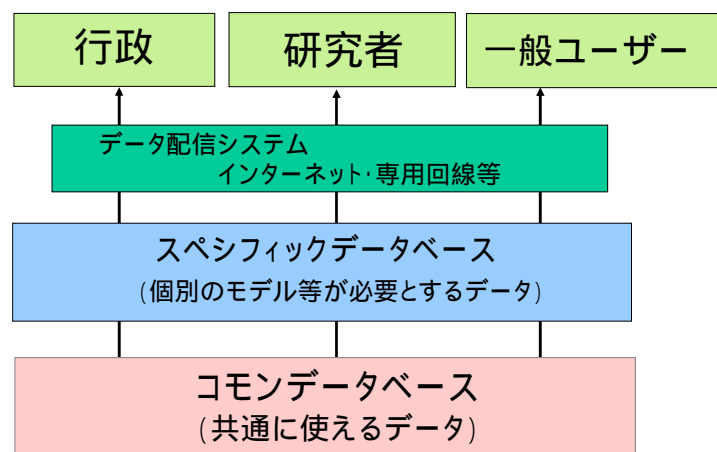 行政
研究者
一般ユーザー
データ配信システム
インターネット・専用回線等
スペシフィックデータベース
(個別のモデル等が必要とするデータ)
コモンデータベース
(共通に使えるデータ)